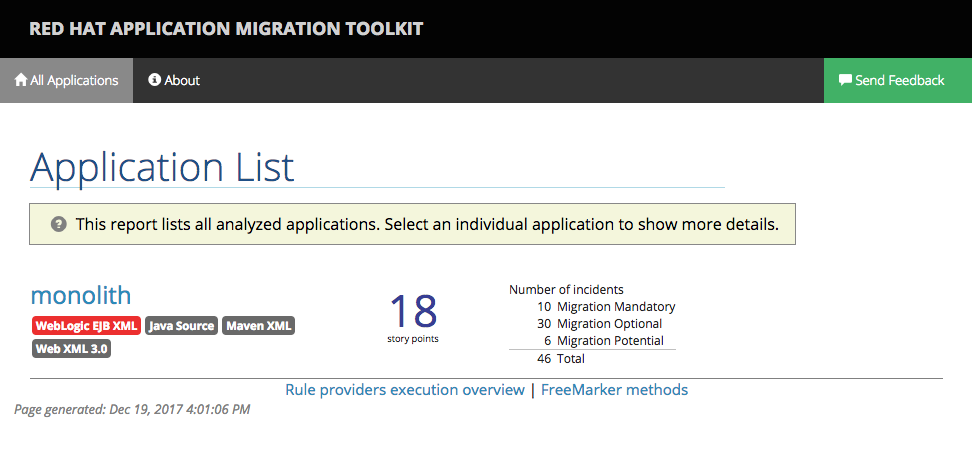 RED HAT APPLICATION MIGRATION TOOLKIT
All Applications About Send Feedback
Application List
This report lists all analyzed applications. Select an individual application to show more details.
monolith
WebLogic EJB XML Java Source Maven XML
Web XML 3.0
18
story points
Number of incidents
10 Migration Mandatory
30 Migration Optional
6 Migration Potential
46 Total
Rule providers execution overview | FreeMarker methods
Page generated: Dec 19, 2017 4:01:06 PM